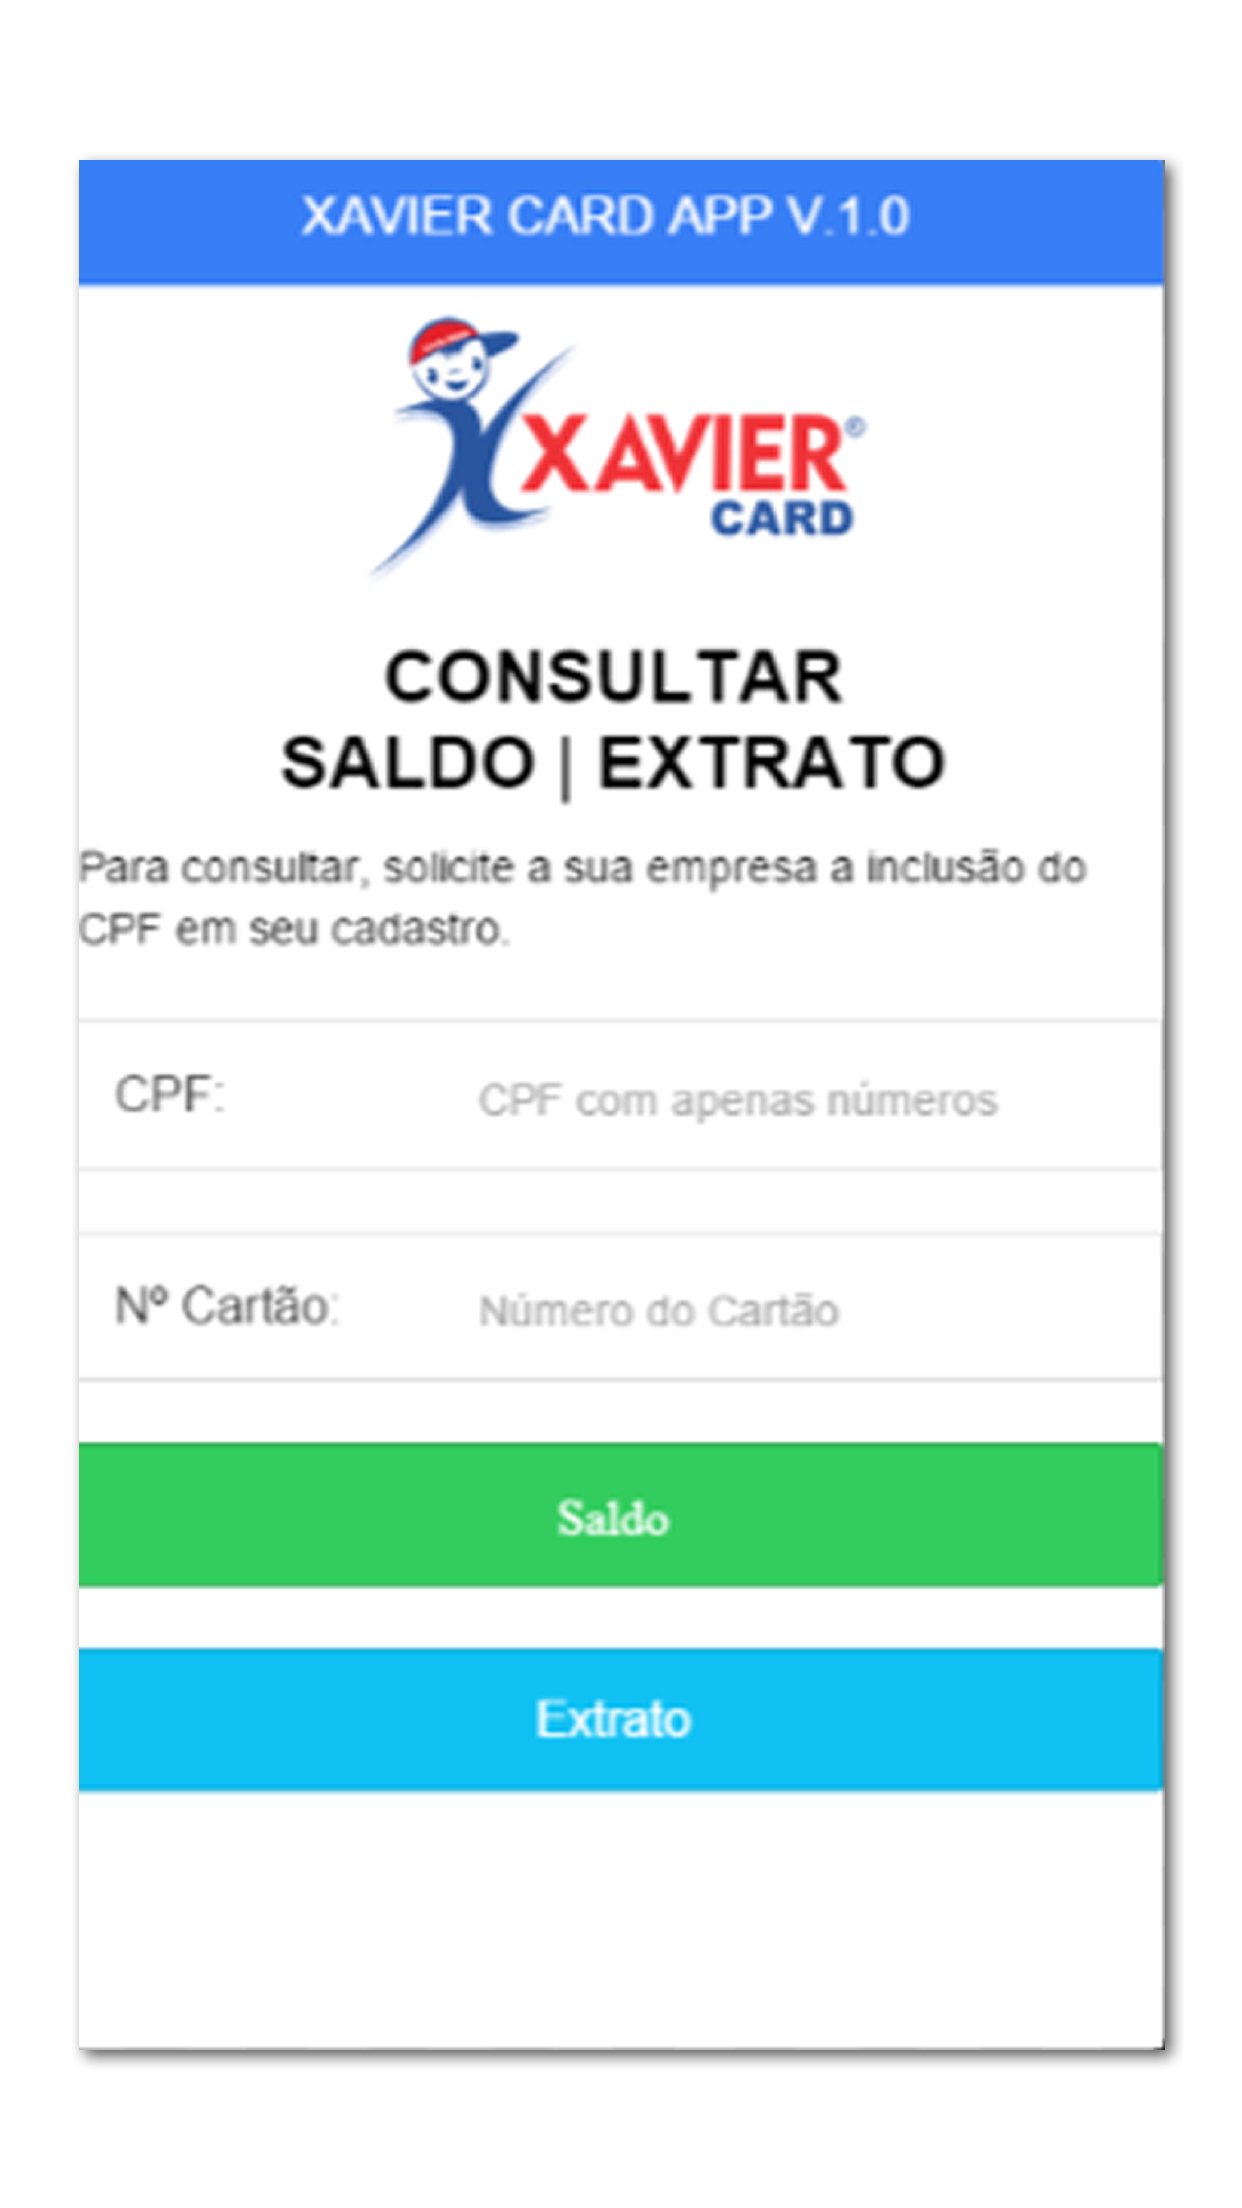 XAVIER CARD APP V.1.0
XAVIER®
CARD
CONSULTAR
SALDO | EXTRATO
Para consultar, solicite a sua empresa a inclusão do
CPF em seu cadastro.
CPF: CPF com apenas números
Nº Cartão: Número do Cartão
Saldo
Extrato